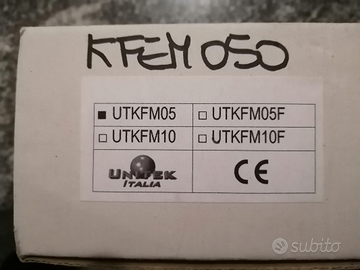 KFEM050
UTKFM05 UTKFM05F
UTKFM10 UTKFM10F
UNITEK
ITALIA
CE
subito